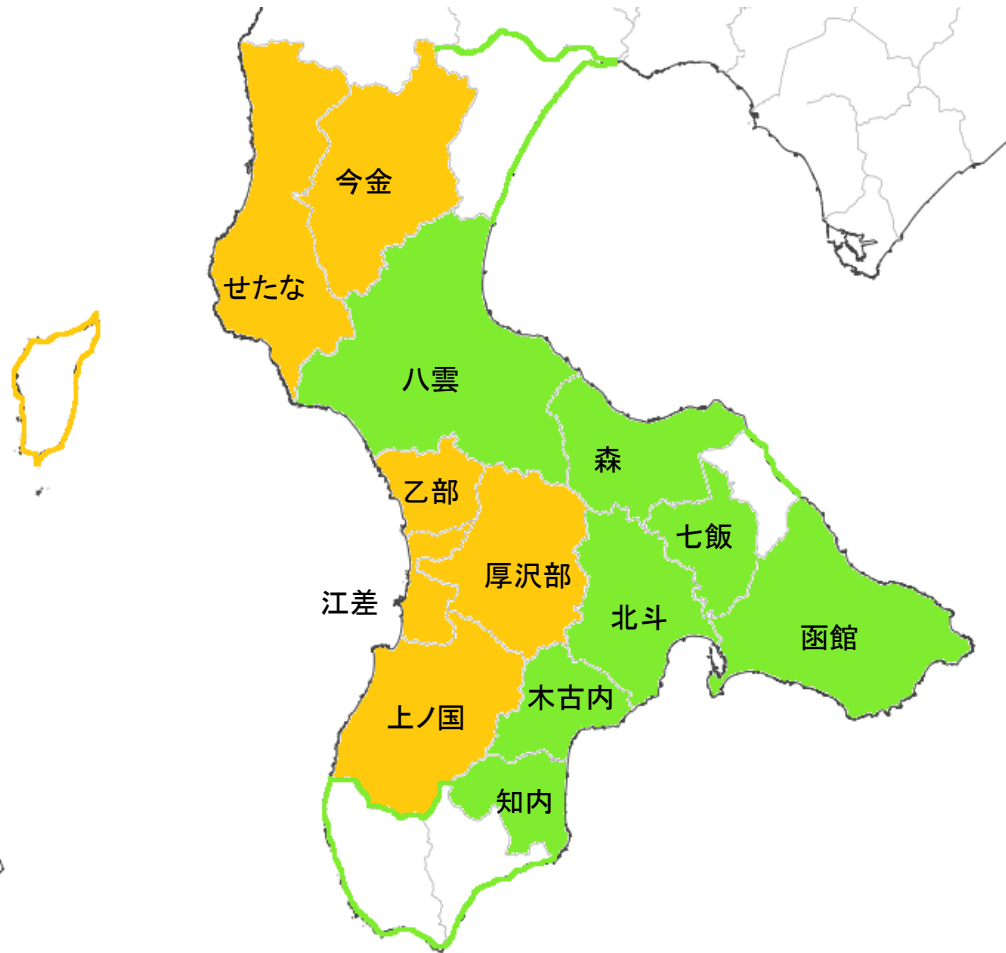 今金
せたな
八雲
森
乙部
七飯
厚沢部
江差
北斗
函館
木古内
上ノ国
知内